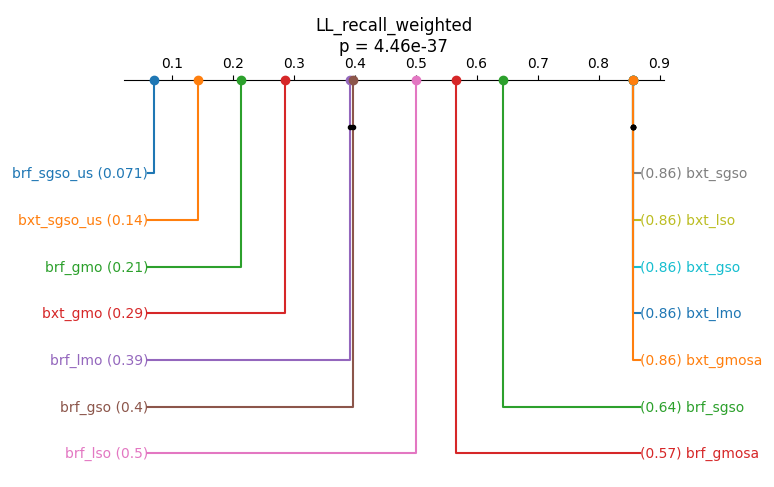 LL_recall_weighted
p = 4.46e-37
0.1 0.2 0.3 0.4 0.5 0.6 0.7 0.8 0.9
brf_sgso_us (0.071) (0.86) bxt_sgso
bxt_sgso_us (0.14) (0.86) bxt_lso
brf_gmo (0.21) (0.86) bxt_gso
bxt_gmo (0.29) (0.86) bxt_lmo
brf_lmo (0.39) (0.86) bxt_gmosa
brf_gso (0.4) (0.64) brf_sgso
brf_lso (0.5) (0.57) brf_gmosa